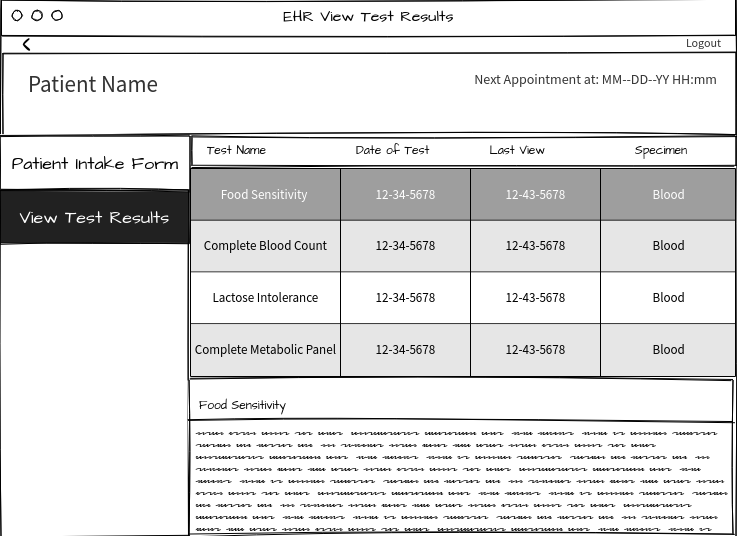 EHR View Test Results
Logout
Patient Name
Next Appointment at: MM--DD--YY HH:mm
Patient Intake Form
View Test Results
Test Name Date of Test Last View Specimen
Food Sensitivity 12-34-5678 12-43-5678 Blood
Complete Blood Count 12-34-5678 12-43-5678 Blood
Lactose Intolerance 12-34-5678 12-43-5678 Blood
Complete Metabolic Panel 12-34-5678 12-43-5678 Blood
Food Sensitivity